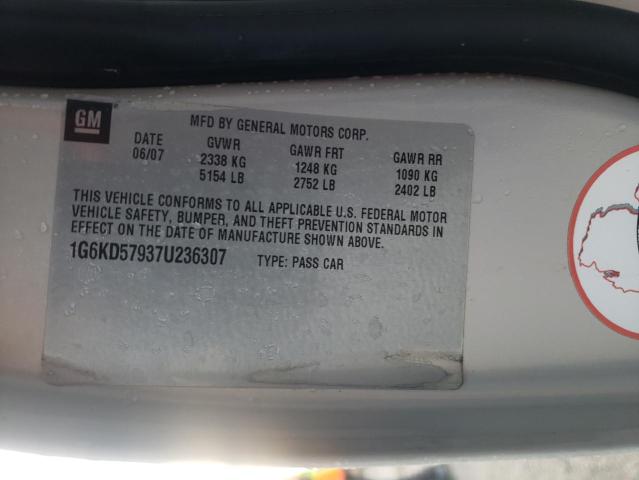 GM
MFD BY GENERAL MOTORS CORP.
DATE GVWR GAWR FRT GAWR RR
06/07 2338 KG 1248 KG 1090 KG
5154 LB 2752 LB 2402 LB
THIS VEHICLE CONFORMS TO ALL APPLICABLE U.S. FEDERAL MOTOR
VEHICLE SAFETY, BUMPER, AND THEFT PREVENTION STANDARDS IN
EFFECT ON THE DATE OF MANUFACTURE SHOWN ABOVE.
1G6KD57937U236307 TYPE: PASS CAR